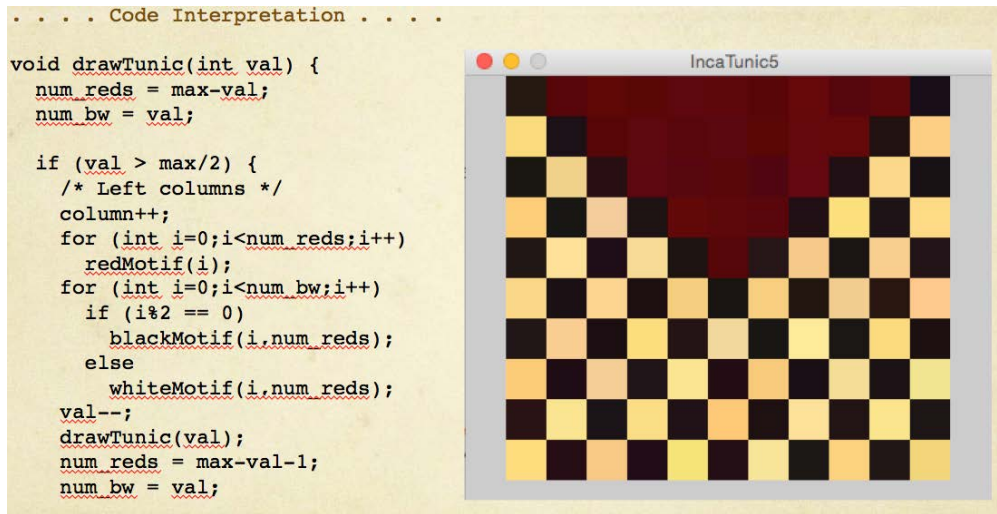 . . . . Code Interpretation . . . .
void drawTunic(int val) {
num_reds = max-val;
num_bw = val;
if (val > max/2) {
/* Left columns */
column++;
for (int i=0;i<num_reds;i++)
redMotif(i);
for (int i=0;i<num_bw;i++)
if (i%2 == 0)
blackMotif(i,num_reds);
else
whiteMotif(i,num_reds);
val--;
drawTunic(val);
num_reds = max-val-1;
num_bw = val;
IncaTunic5